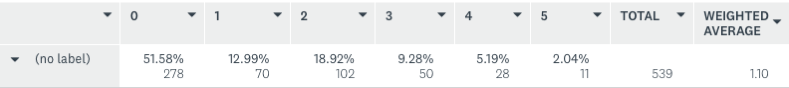 0 1 2 3 4 5 TOTAL WEIGHTED
AVERAGE
(no label) 51.58% 12.99% 18.92% 9.28% 5.19% 2.04%
278 70 102 50 28 11 539 1.10